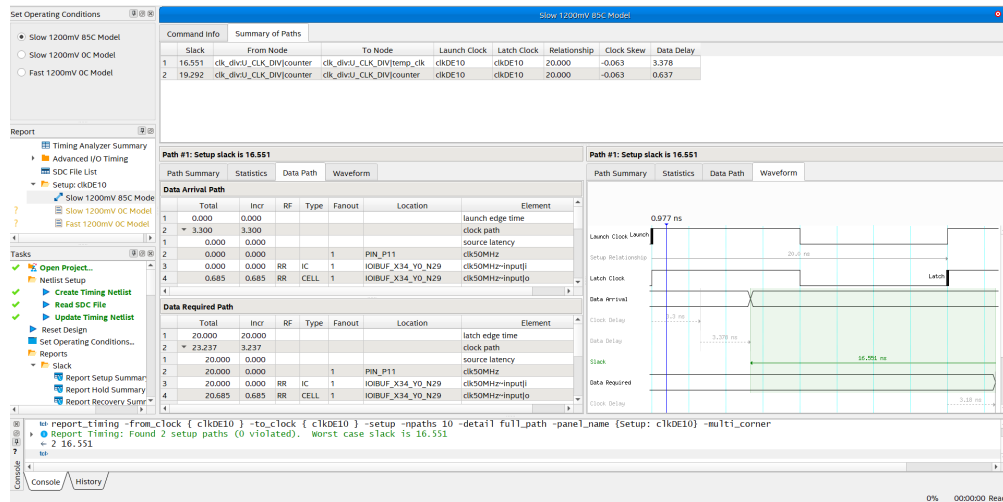 Set Operating Conditions
Slow 1200mV 85C Model
Slow 1200mV 85C Model
Slow 1200mV 0C Model
Fast 1200mV 0C Model
Command Info Summary of Paths
Slack From Node To Node Launch Clock Latch Clock Relationship Clock Skew Data Delay
1 16.551 clk_div:U_CLK_DIV|counter clk_div:U_CLK_DIV|temp_clk clkDE10 clkDE10 20.000 -0.063 3.378
2 19.292 clk_div:U_CLK_DIV|counter clk_div:U_CLK_DIV|counter clkDE10 clkDE10 20.000 -0.063 0.637
Report
Timing Analyzer Summary
Advanced I/O Timing
SDC File List
Setup: clkDE10
Slow 1200mV 85C Mode
? Slow 1200mV 0C Model
? Fast 1200mV 0C Model
Tasks
Open Project...
Netlist Setup
Create Timing Netlist
Read SDC File
Update Timing Netlist
Reset Design
Set Operating Conditions...
Reports
Slack
Report Setup Summar
Report Hold Summary
Report Recovery Summ
Path #1: Setup slack is 16.551
Path Summary Statistics Data Path Waveform
Data Arrival Path
Total Incr RF Type Fanout Location Element
1 0.000 0.000 launch edge time
2 3.300 3.300 clock path
1 0.000 0.000 source latency
2 0.000 0.000 1 PIN_P11 clk50MHz
3 0.000 0.000 RR IC 1 IOIBUF_X34_Y0_N29 clk50MHz~input|i
4 0.685 0.685 RR CELL 1 IOIBUF_X34_Y0_N29 clk50MHz~input|o
Data Required Path
Total Incr RF Type Fanout Location Element
1 20.000 20.000 latch edge time
2 23.237 3.237 clock path
1 20.000 0.000 source latency
2 20.000 0.000 1 PIN_P11 clk50MHz
3 20.000 0.000 RR IC 1 IOIBUF_X34_Y0_N29 clk50MHz~input|i
4 20.685 0.685 RR CELL 1 IOIBUF_X34_Y0_N29 clk50MHz~input|o
Path #1: Setup slack is 16.551
Path Summary Statistics Data Path Waveform
0.977 ns
Launch Clock Launch
Setup Relationship 20.0 ns
Latch Clock Latch
Data Arrival
Clock Delay 3.3 ns
Data Delay 3.378 ns
Slack 16.551 ns
Data Required
Clock Delay 3.18 ns
tcl> report_timing -from_clock { clkDE10 } -to_clock { clkDE10 } -setup -npaths 10 -detail full_path -panel_name {Setup: clkDE10} -multi_corner
Report Timing: Found 2 setup paths (0 violated). Worst case slack is 16.551
2 16.551
tcl>
?
Console
Console History
0% 00:00:00 Rea